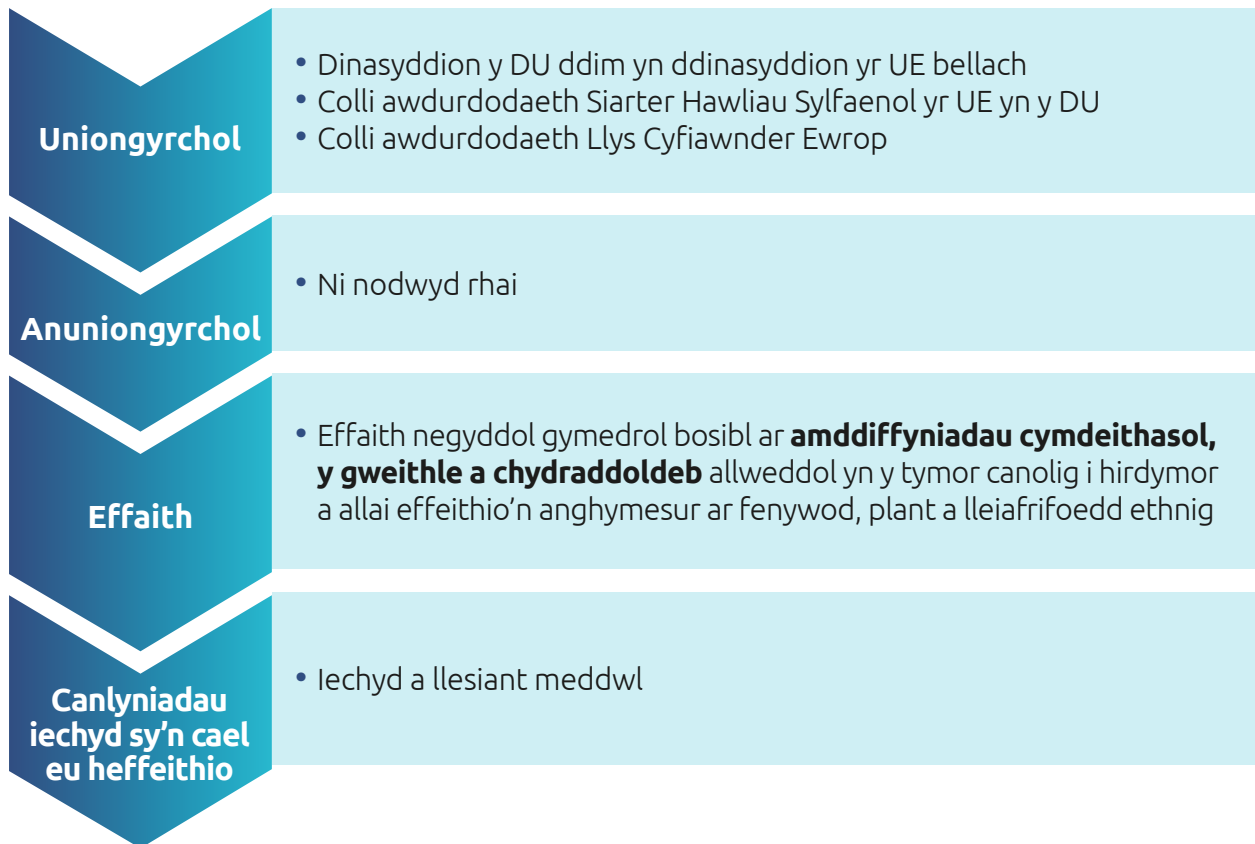 Uniongyrchol
• Dinasyddion y DU ddim yn ddinasyddion yr UE bellach
• Colli awdurdodaeth Siarter Hawliau Sylfaenol yr UE yn y DU
• Colli awdurdodaeth Llys Cyfiawnder Ewrop
Anuniongyrchol
• Ni nodwyd rhai
Effaith
• Effaith negyddol gymedrol bosibl ar amddiffyniadau cymdeithasol,
y gweithle a chydraddoldeb allweddol yn y tymor canolig i hirdymor
a allai effeithio’n anghymesur ar fenywod, plant a lleiafrifoedd ethnig
Canlyniadau
iechyd sy’n cael
eu heffeithio
• Iechyd a llesiant meddwl